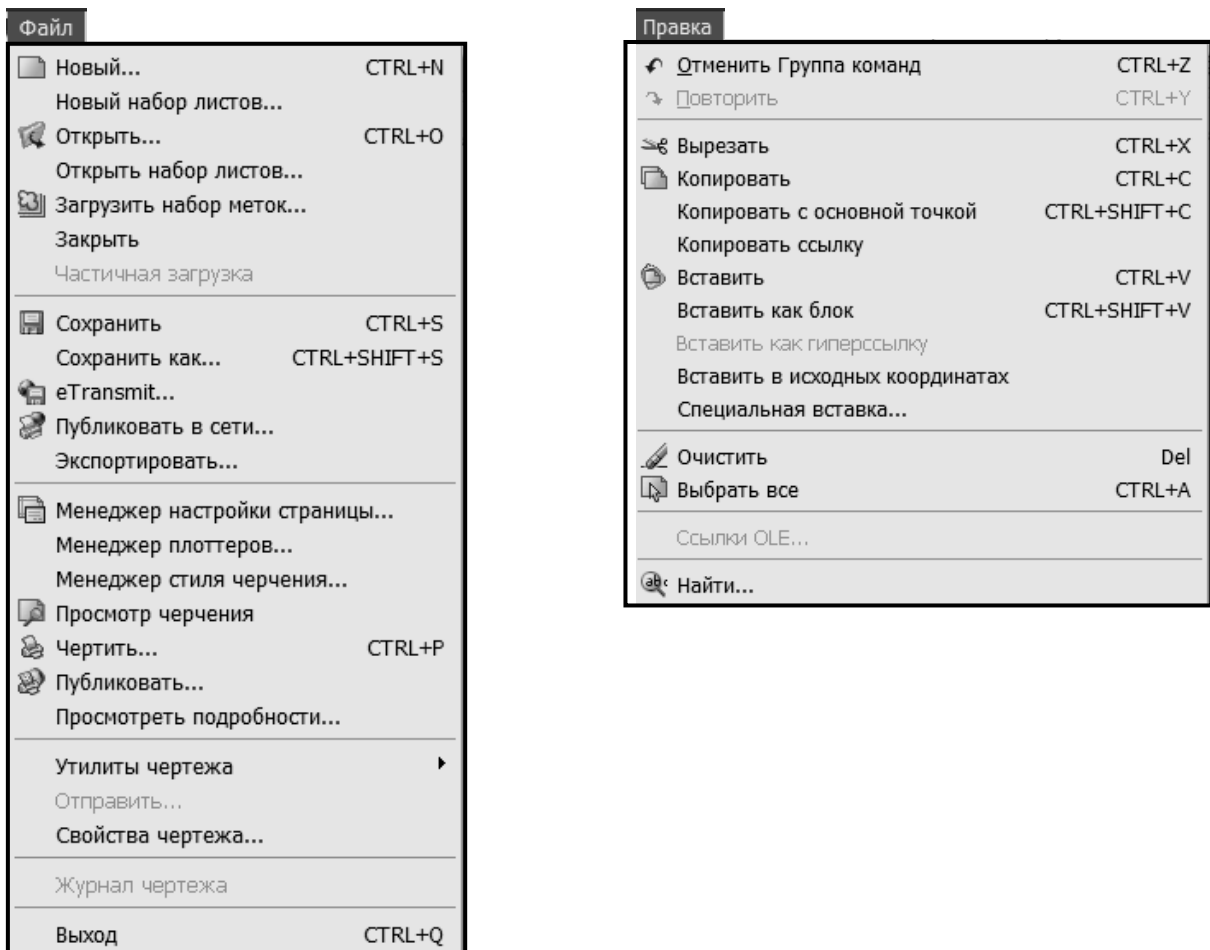 Файл
Новый... CTRL+N
Новый набор листов...
Открыть... CTRL+O
Открыть набор листов...
Загрузить набор меток...
Закрыть
Частичная загрузка
Сохранить CTRL+S
Сохранить как... CTRL+SHIFT+S
eTransmit...
Публиковать в сети...
Экспортировать...
Менеджер настройки страницы...
Менеджер плоттеров...
Менеджер стиля черчения...
Просмотр черчения
Чертить... CTRL+P
Публиковать...
Просмотреть подробности...
Утилиты чертежа
Отправить...
Свойства чертежа...
Журнал чертежа
Выход CTRL+Q
Правка
Отменить Группа команд CTRL+Z
Повторить CTRL+Y
Вырезать CTRL+X
Копировать CTRL+C
Копировать с основной точкой CTRL+SHIFT+C
Копировать ссылку
Вставить CTRL+V
Вставить как блок CTRL+SHIFT+V
Вставить как гиперссылку
Вставить в исходных координатах
Специальная вставка...
Очистить Del
Выбрать все CTRL+A
Ссылки OLE...
Найти...